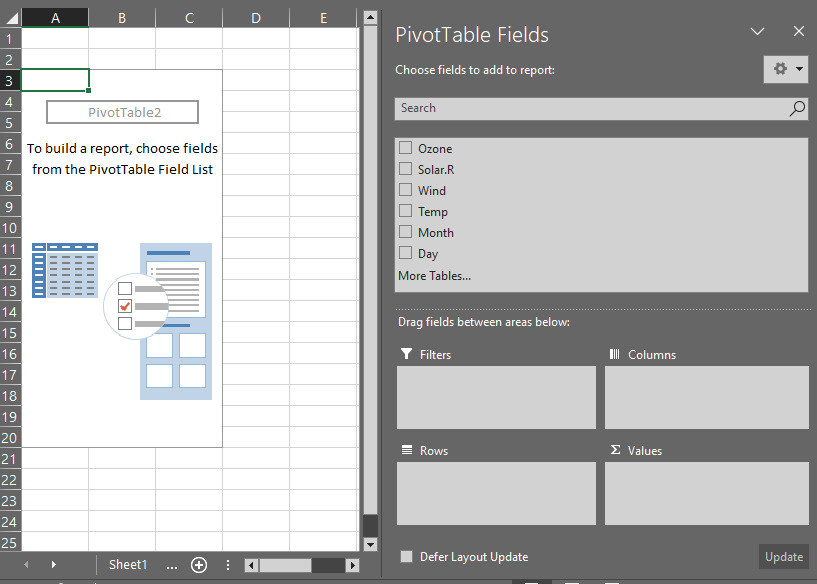 A B C D E
1
2
3
4
5
6
7
8
9
10
11
12
13
14
15
16
17
18
19
20
21
22
23
24
25
PivotTable2
To build a report, choose fields
from the PivotTable Field List
Sheet1 ...
PivotTable Fields
Choose fields to add to report:
Search
Ozone
Solar.R
Wind
Temp
Month
Day
More Tables...
Drag fields between areas below:
Filters
Columns
Rows
Σ Values
Defer Layout Update
Update